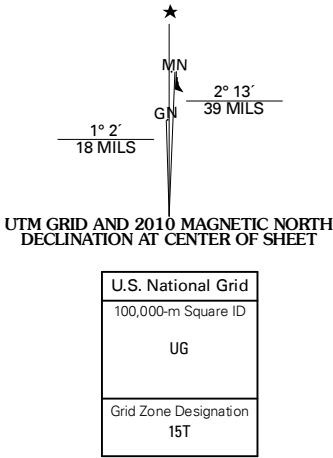 MN
GN
2° 13´
39 MILS
1° 2´
18 MILS
UTM GRID AND 2010 MAGNETIC NORTH
DECLINATION AT CENTER OF SHEET
U.S. National Grid
100,000-m Square ID
UG
Grid Zone Designation
15T